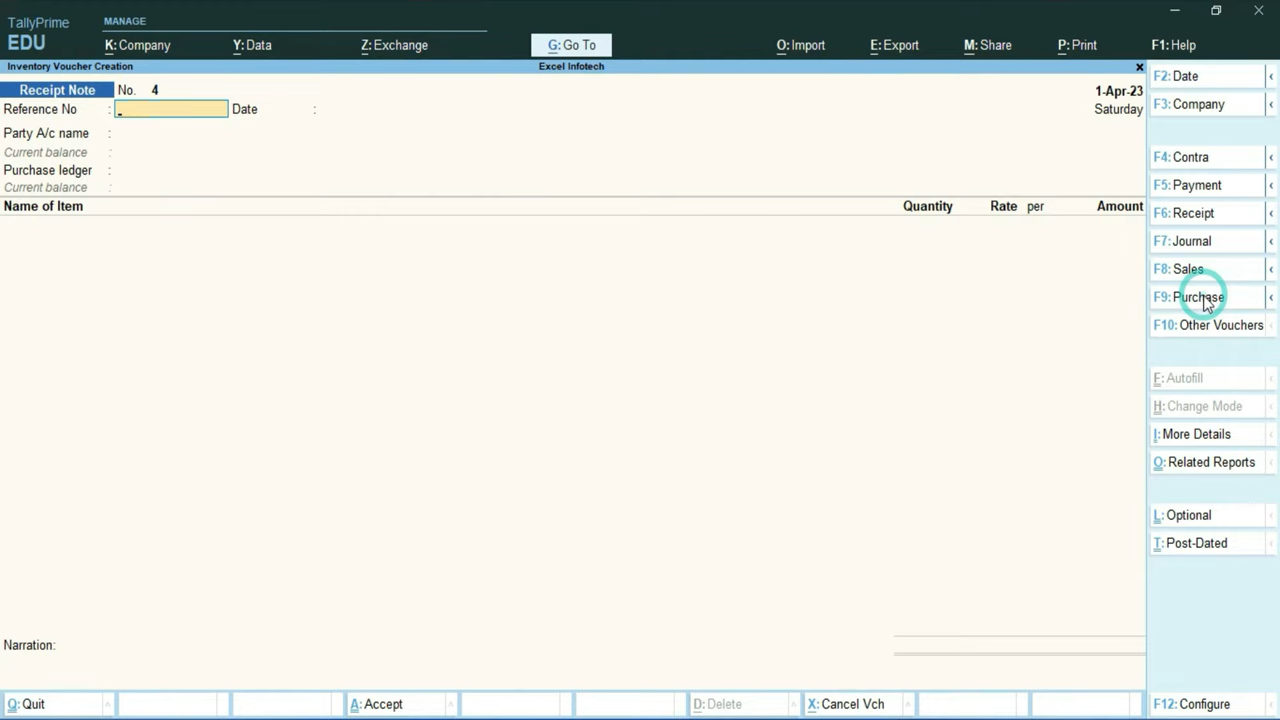 TallyPrime
EDU
MANAGE
K: Company
Y: Data
Z: Exchange
G: Go To
O: Import
E: Export
M: Share
P: Print
F1: Help
Inventory Voucher Creation
Excel Infotech
Receipt Note No. 4
1-Apr-23
Reference No :
Date :
Saturday
Party A/c name :
Current balance :
Purchase ledger :
Current balance :
Name of Item
Quantity
Rate per
Amount
Narration:
F2: Date
F3: Company
F4: Contra
F5: Payment
F6: Receipt
F7: Journal
F8: Sales
F9: Purchase
F10: Other Vouchers
F: Autofill
H: Change Mode
I: More Details
O: Related Reports
L: Optional
T: Post-Dated
Q: Quit
A: Accept
D: Delete
X: Cancel Vch
F12: Configure